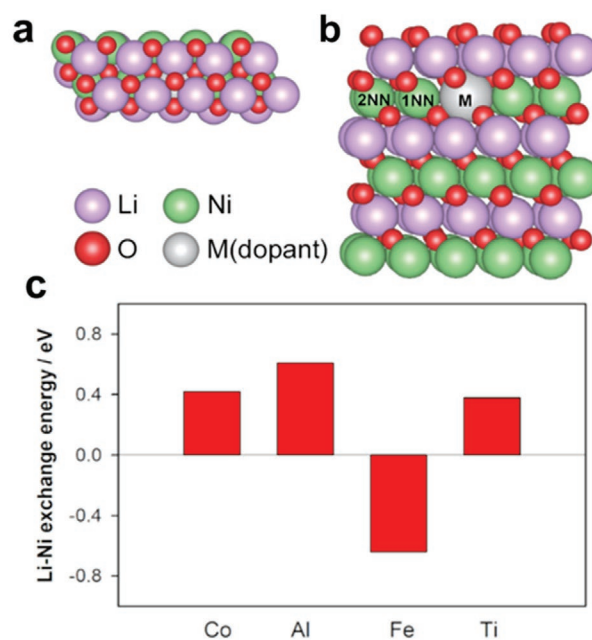 a
b
2NN 1NN M
Li Ni
O M(dopant)
c
Li-Ni exchange energy / eV
0.8
0.4
0.0
-0.4
-0.8
Co Al Fe Ti